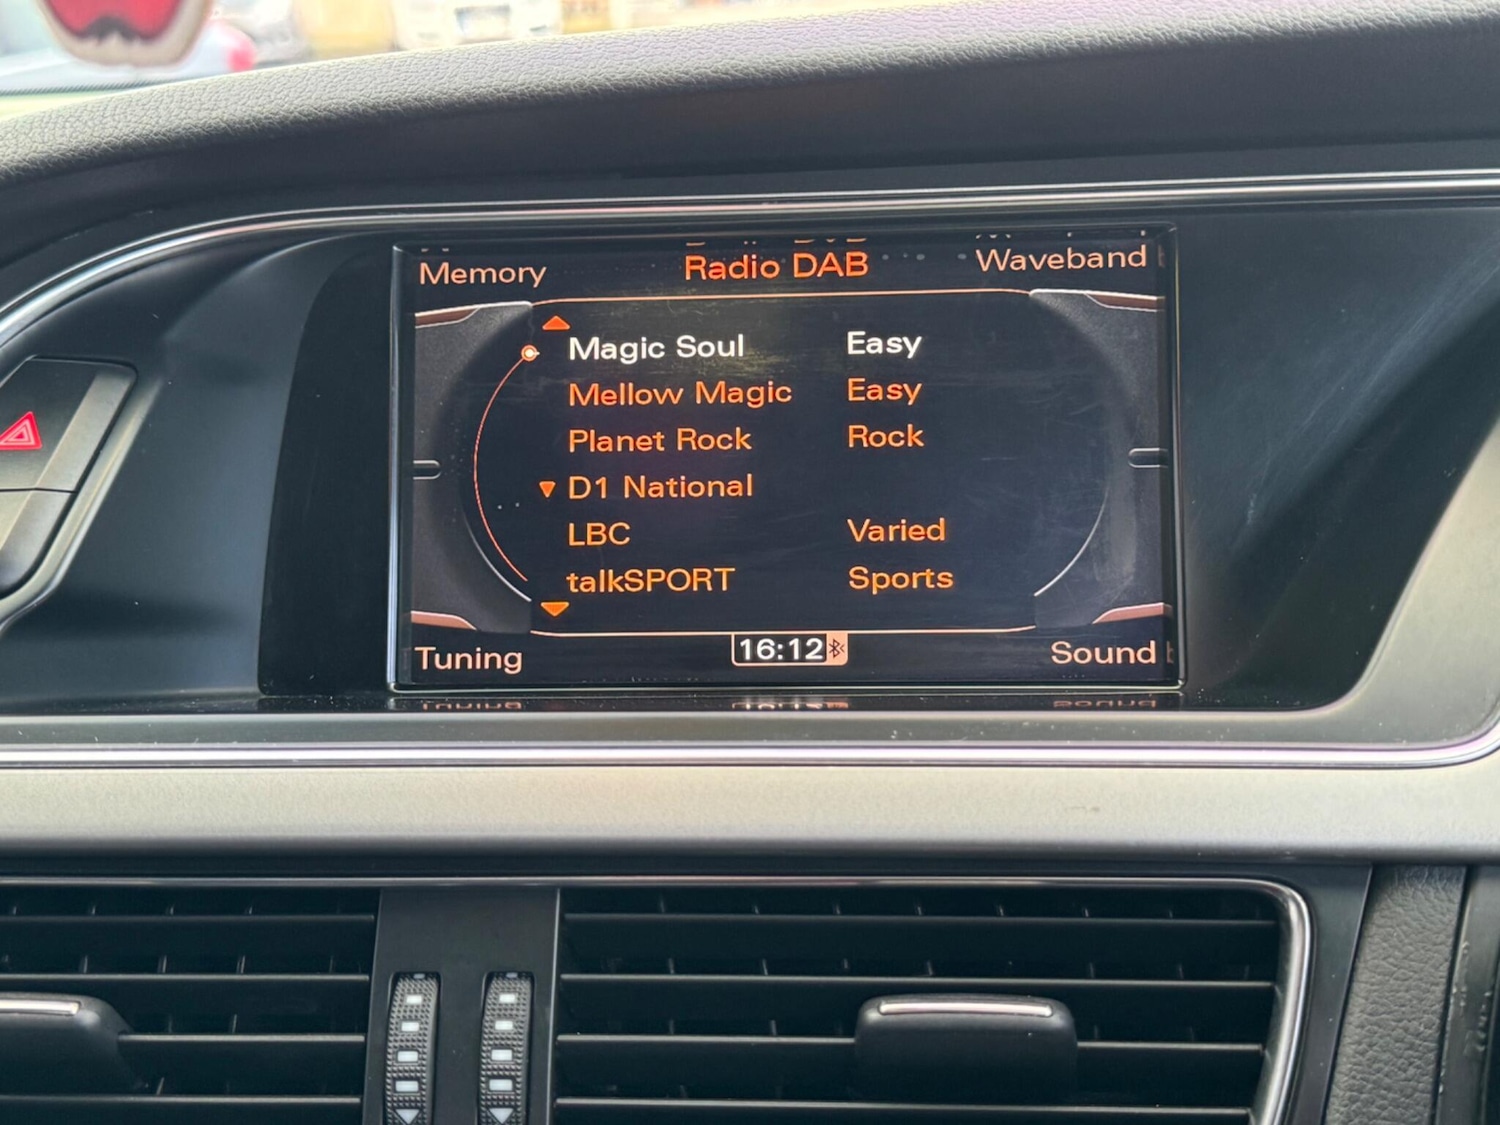 Memory Radio DAB Waveband
Magic Soul Easy
Mellow Magic Easy
Planet Rock Rock
D1 National
LBC Varied
talkSPORT Sports
Tuning 16:12 Sound